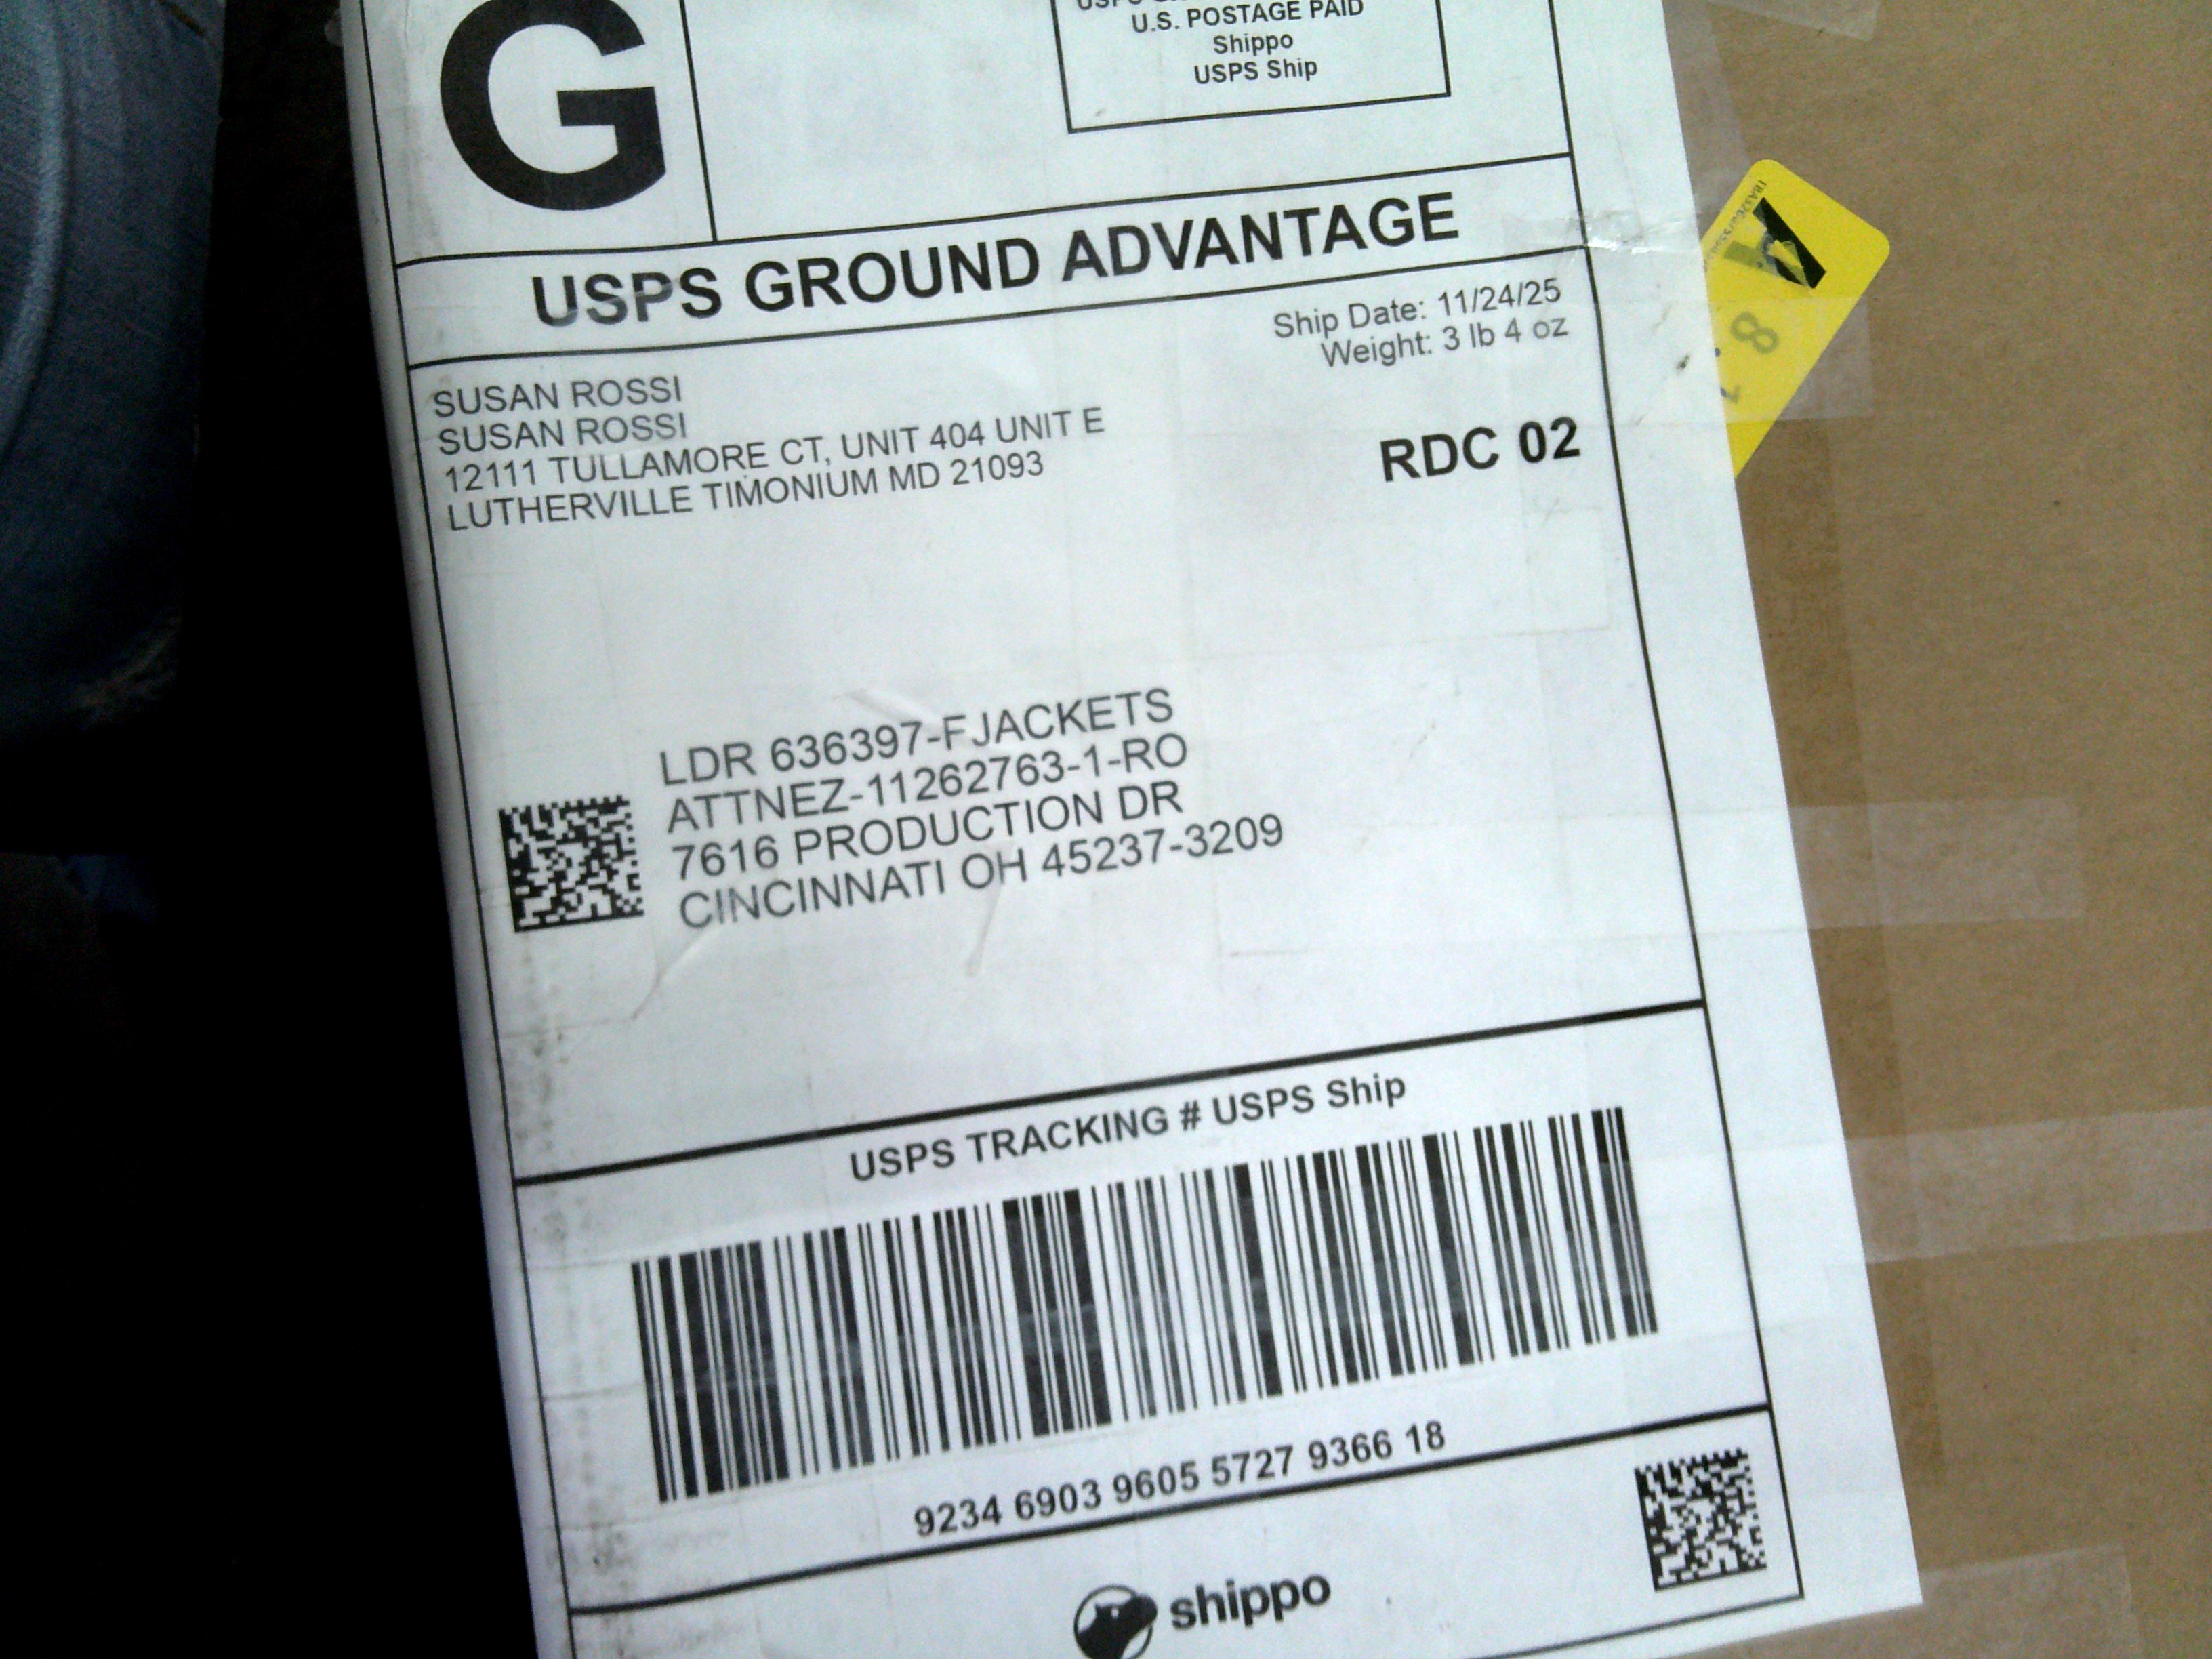 G
U.S. POSTAGE PAID
Shippo
USPS Ship
USPS GROUND ADVANTAGE
Ship Date: 11/24/25
Weight: 3 lb 4 oz
SUSAN ROSSI
SUSAN ROSSI
12111 TULLAMORE CT, UNIT 404 UNIT E
LUTHERVILLE TIMONIUM MD 21093
RDC 02
LDR 636397-FJACKETS
ATTNEZ-11262763-1-RO
7616 PRODUCTION DR
CINCINNATI OH 45237-3209
USPS TRACKING # USPS Ship
9234 6903 9605 5727 9366 18
shippo